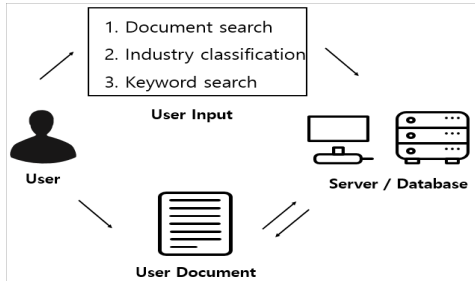 1. Document search
2. Industry classification
3. Keyword search
User Input
User
Server / Database
User Document